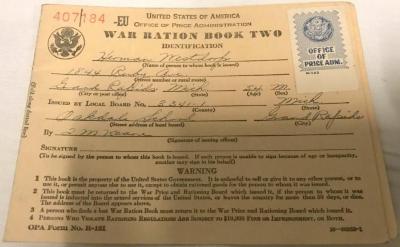 407184 -EU
UNITED STATES OF AMERICA
OFFICE OF PRICE ADMINISTRATION
WAR RATION BOOK TWO
IDENTIFICATION
OFFICE
OF
PRICE ADM.
Herman
(Name of person to whom book is issued)
1844
(Street number or rural route)
Grand Rapids Mich 54 M.
(City or post office) (State) (Age) (Sex)
ISSUED BY LOCAL BOARD NO. Mich
(County) (State)
Oakdale School Grand Rapids
(Street address of local board) (City)
By
(Signature of issuing officer)
SIGNATURE
(To be signed by the person to whom this book is issued. If such person is unable to sign because of age or incapacity, another may sign in his behalf)
WARNING
1 This book is the property of the United States Government. It is unlawful to sell or give it to any other person, or to use it, or permit anyone else to use it, except to obtain rationed goods for the person to whom it was issued.
2 This book must be returned to the War Price and Rationing Board which issued it, if the person to whom it was issued is inducted into the armed services of the United States, or leaves the country for more than 30 days, or dies. The address of the Board appears above.
3 A person who finds a lost War Ration Book must return it to the War Price and Rationing Board which issued it.
4 PERSONS WHO VIOLATE RATIONING REGULATIONS ARE SUBJECT TO $10,000 FINE OR IMPRISONMENT, OR BOTH.
OPA Form No. R-121